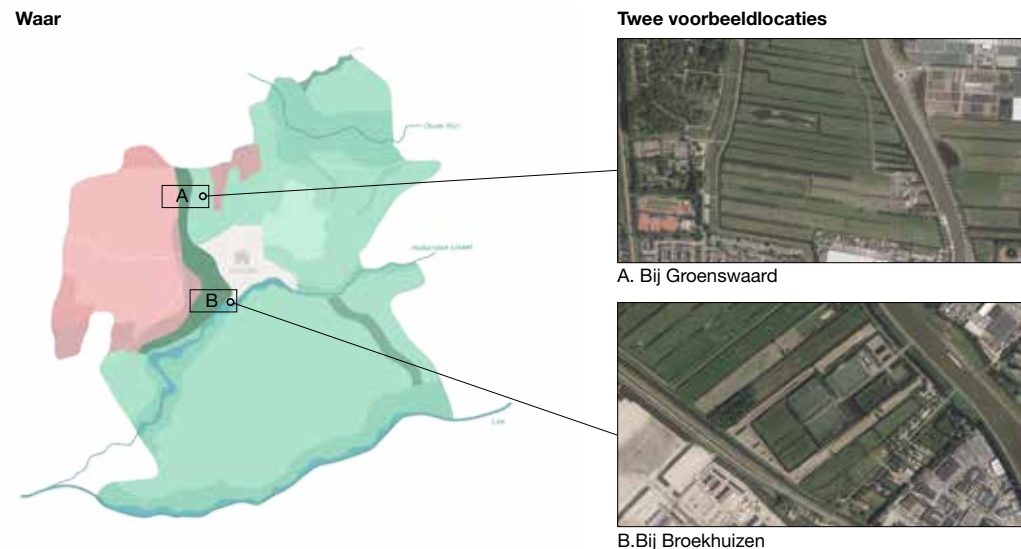 Waar
Oude Rijn
A
Hollandse IJssel
B
Lek
Twee voorbeeldlocaties
A. Bij Groenswaard
B.Bij Broekhuizen